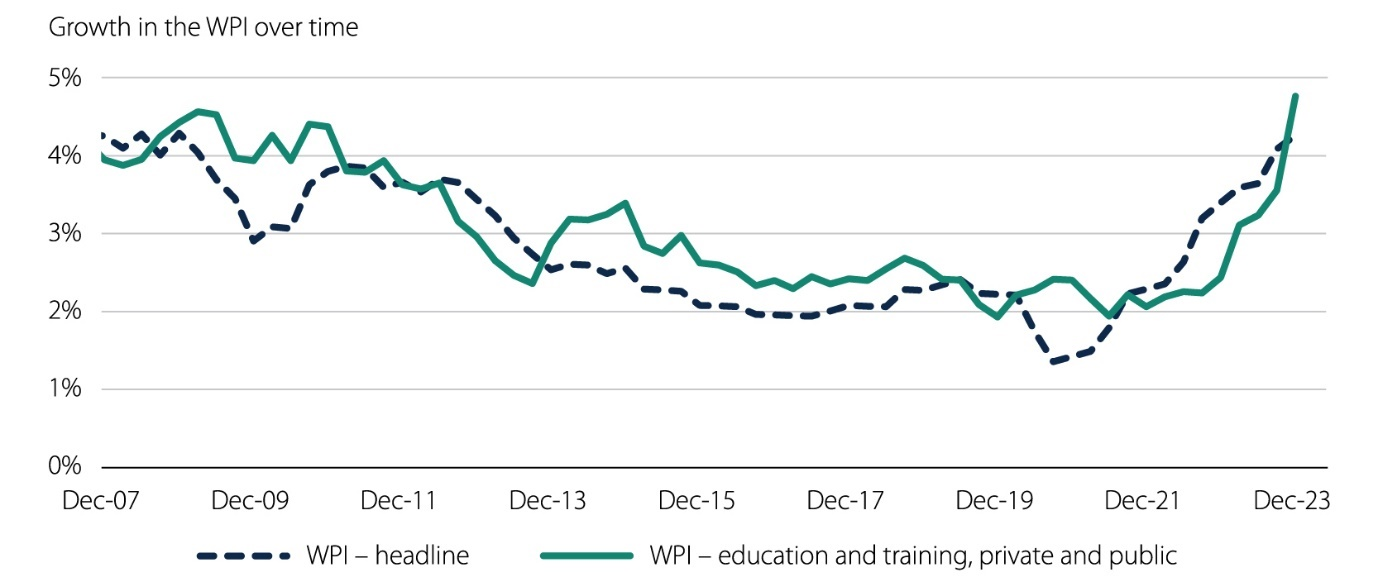 Growth in the WPI over time
5%
4%
3%
2%
1%
0%
Dec-07 Dec-09 Dec-11 Dec-13 Dec-15 Dec-17 Dec-19 Dec-21 Dec-23
WPI – headline WPI – education and training, private and public